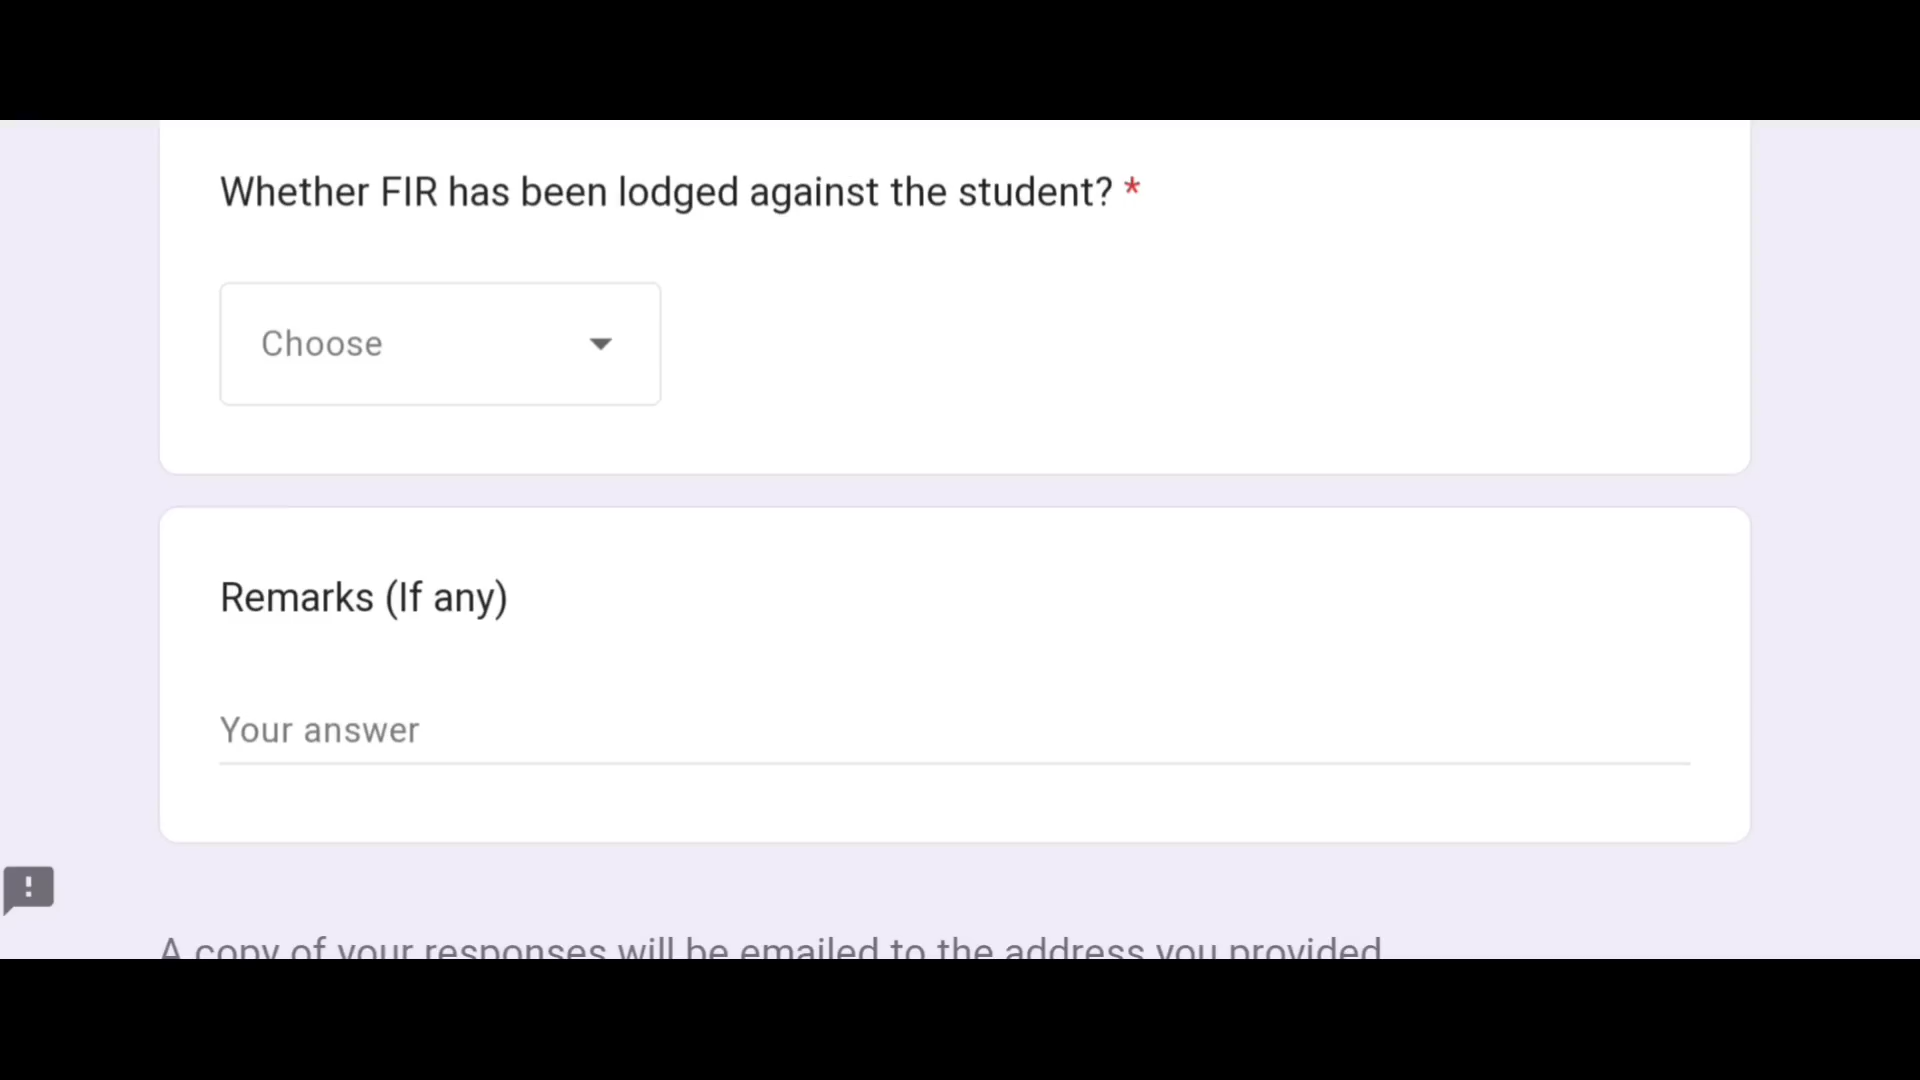 Whether FIR has been lodged against the student? *
Choose
Remarks (If any)
Your answer
A copy of your responses will be emailed to the address you provided